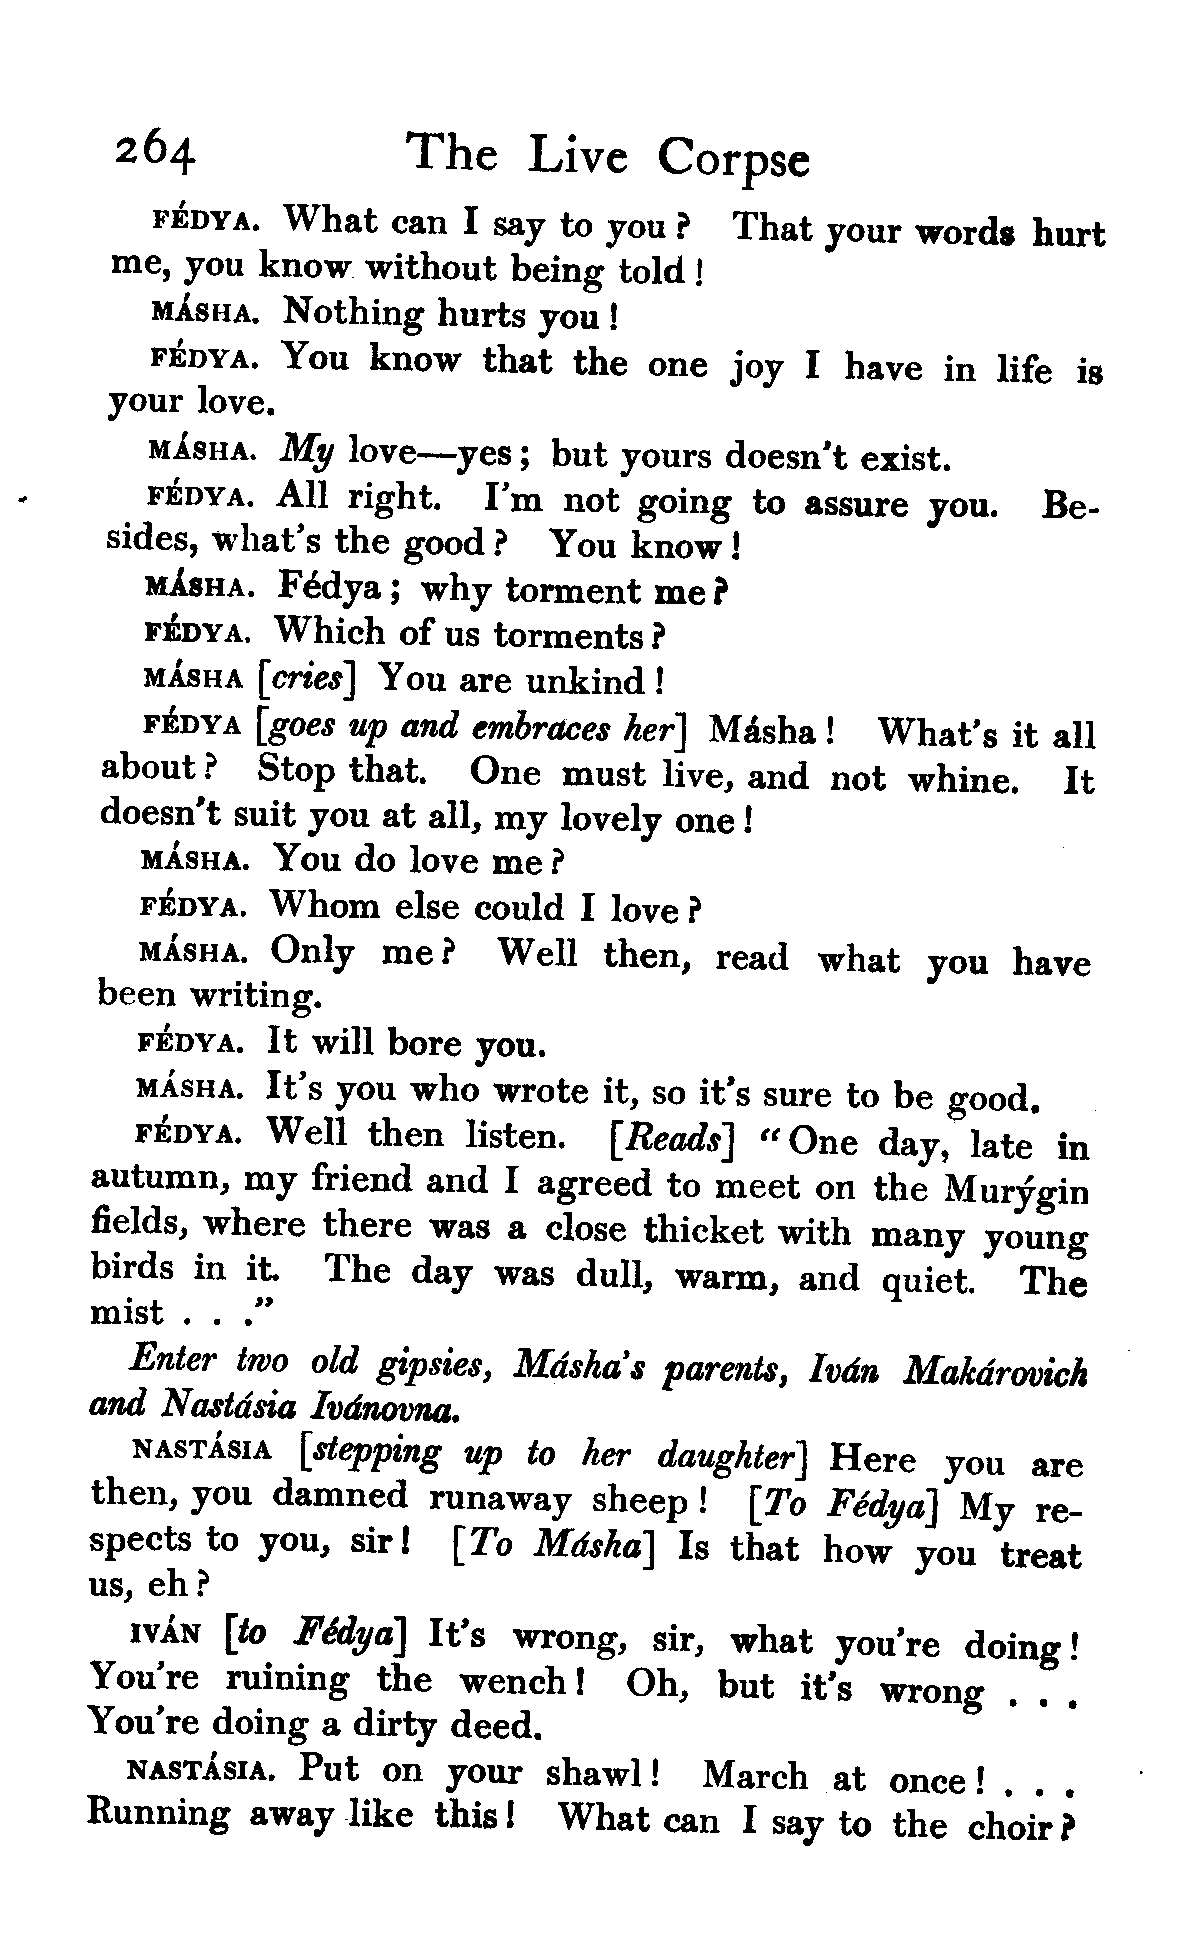 264 The Live Corpse
FÉDYA. What can I say to you? That your words hurt
me, you know without being told!
MÁSHA. Nothing hurts you!
FÉDYA. You know that the one joy I have in life is
your love.
MÁSHA. My love—yes; but yours doesn't exist.
FÉDYA. All right. I'm not going to assure you. Be-
sides, what's the good? You know!
MÁSHA. Fédya; why torment me?
FÉDYA. Which of us torments?
MÁSHA [cries] You are unkind!
FÉDYA [goes up and embraces her] Másha! What's it all
about? Stop that. One must live, and not whine. It
doesn't suit you at all, my lovely one!
MÁSHA. You do love me?
FÉDYA. Whom else could I love?
MÁSHA. Only me? Well then, read what you have
been writing.
FÉDYA. It will bore you.
MÁSHA. It's you who wrote it, so it's sure to be good.
FÉDYA. Well then listen. [Reads] “One day, late in
autumn, my friend and I agreed to meet on the Murýgin
fields, where there was a close thicket with many young
birds in it. The day was dull, warm, and quiet. The
mist . . .”
Enter two old gipsies, Másha's parents, Iván Makárovich
and Nastásia Ivánovna.
NASTÁSIA [stepping up to her daughter] Here you are
then, you damned runaway sheep! [To Fédya] My re-
spects to you, sir! [To Másha] Is that how you treat
us, eh?
IVÁN [to Fédya] It's wrong, sir, what you're doing!
You're ruining the wench! Oh, but it's wrong . . .
You're doing a dirty deed.
NASTÁSIA. Put on your shawl! March at once! . . .
Running away like this! What can I say to the choir?